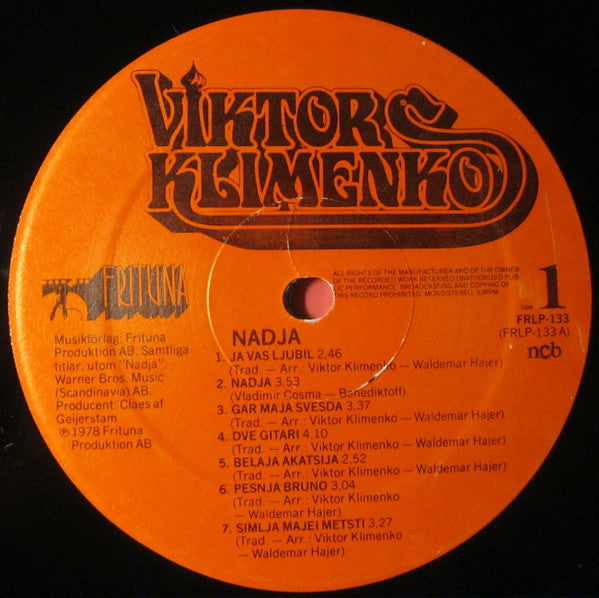 VIKTOR
KLIMENKO
FRITUNA
ALL RIGHTS OF THE MANUFACTURER AND OF THE OWNER
OF THE RECORDED WORK RESERVED UNAUTHORIZED PUB
LIC PERFORMANCE, BROADCASTING AND COPYING OF
THIS RECORD PROHIBITED. MONO/STEREO. 33RPM
SIDE 1
FRLP-133
(FRLP-133 A)
ncb
Musikförlag: Frituna
Produktion AB. Samtliga
titlar, utom "Nadja":
Warner Bros. Music
(Scandinavia) AB.
Producent: Claes af
Geijerstam
℗ 1978 Frituna
Produktion AB
NADJA
1. JA VAS LJUBIL 2.46
(Trad. — Arr.: Viktor Klimenko — Waldemar Hajer)
2. NADJA 3.53
(Vladimir Cosma — Benediktoff)
3. GAR MAJA SVESDA 3.37
(Trad. — Arr.: Viktor Klimenko — Waldemar Hajer)
4. DVE GITARI 4.10
(Trad. — Arr.: Viktor Klimenko — Waldemar Hajer)
5. BELAJA AKATSIJA 2.52
(Trad. — Arr.: Viktor Klimenko — Waldemar Hajer)
6. PESNJA BRUNO 3.04
(Trad. — Arr.: Viktor Klimenko
— Waldemar Hajer)
7. SIMLJA MAJEI METSTI 3.27
(Trad. — Arr.: Viktor Klimenko
— Waldemar Hajer)